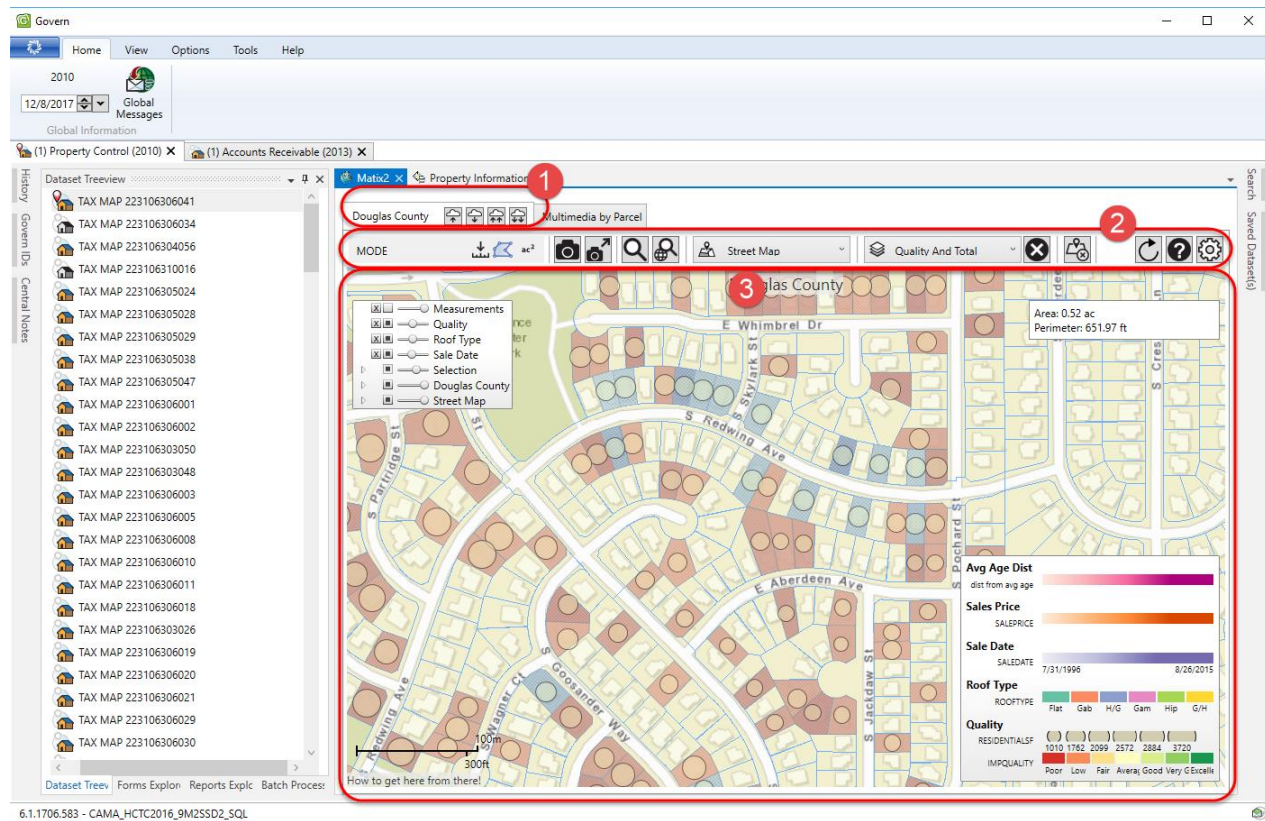 Govern
Home View Options Tools Help
2010
12/8/2017
Global Messages
Global Information
(1) Property Control (2010) X (1) Accounts Receivable (2013) X
History
Govern IDs
Central Notes
Dataset Treeview
TAX MAP 223106306041
TAX MAP 223106306034
TAX MAP 223106304056
TAX MAP 223106310016
TAX MAP 223106305024
TAX MAP 223106305028
TAX MAP 223106305029
TAX MAP 223106305038
TAX MAP 223106305047
TAX MAP 223106306001
TAX MAP 223106306002
TAX MAP 223106303050
TAX MAP 223106303048
TAX MAP 223106306003
TAX MAP 223106306005
TAX MAP 223106306008
TAX MAP 223106306010
TAX MAP 223106306011
TAX MAP 223106306018
TAX MAP 223106303026
TAX MAP 223106306019
TAX MAP 223106306020
TAX MAP 223106306021
TAX MAP 223106306029
TAX MAP 223106306030
Dataset Treev Forms Explor Reports Explc Batch Proces
Matix2 X Property Information
1
Douglas County Multimedia by Parcel
2
MODE ac² Street Map Quality And Total
3
glas County
Measurements
Quality
Roof Type
Sale Date
Selection
Douglas County
Street Map
Area: 0.52 ac
Perimeter: 651.97 ft
E Whimbrel Dr
S Skylark St
S Redwing Ave
S Partridge St
St
S Cres
S Pochard St
E Aberdeen Ave
S Jackdaw St
S Goosander Way
S Wagner Ct
Redwing Ave
100m
300ft
How to get here from there!
Avg Age Dist
dist from avg age
Sales Price
SALEPRICE
Sale Date
SALEDATE
7/31/1996 8/26/2015
Roof Type
ROOFTYPE
Flat Gab H/G Gam Hip G/H
Quality
RESIDENTIALSF
1010 1762 2099 2572 2884 3720
IMPQUALITY
Poor Low Fair Averag Good Very G Excelle
Search
Saved Dataset(s)
6.1.1706.583 - CAMA_HCTC2016_9M2SSD2_SQL